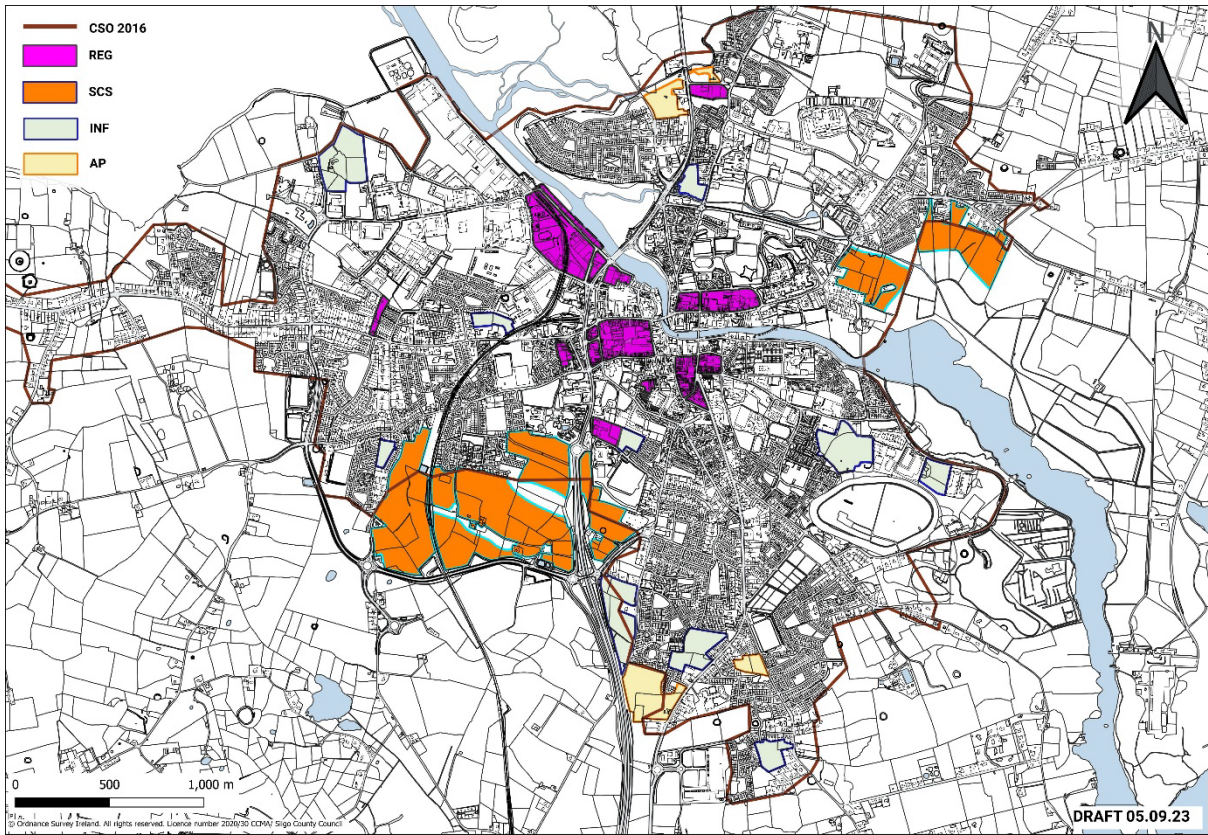 CSO 2016
REG
SCS
INF
AP
N
0 500 1,000 m
© Ordnance Survey Ireland. All rights reserved. Licence number 2020/30 CCMA/ Sligo County Council
DRAFT 05.09.23